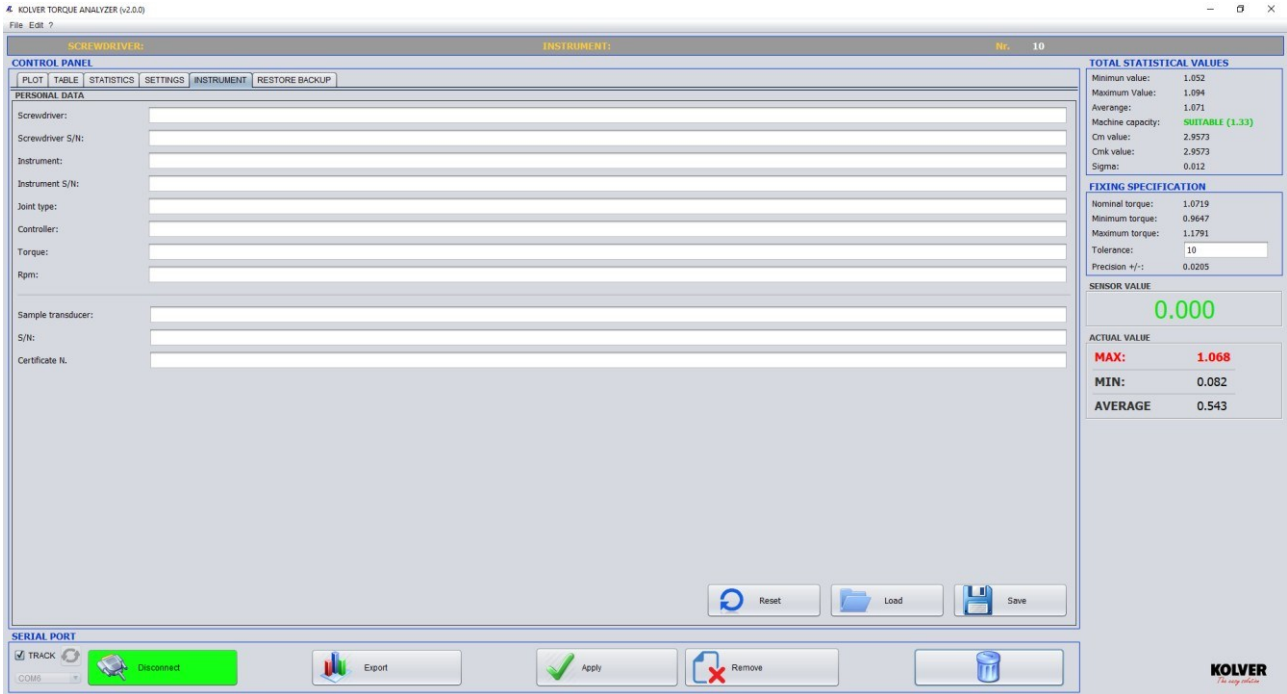 KOLVER TORQUE ANALYZER (v2.0.0)
File Edit ?
SCREWDRIVER: INSTRUMENT: Nr. 10
CONTROL PANEL
PLOT TABLE STATISTICS SETTINGS INSTRUMENT RESTORE BACKUP
PERSONAL DATA
Screwdriver:
Screwdriver S/N:
Instrument:
Instrument S/N:
Joint type:
Controller:
Torque:
Rpm:
Sample transducer:
S/N:
Certificate N.
Reset Load Save
TOTAL STATISTICAL VALUES
Minimun value: 1.052
Maximum Value: 1.094
Averange: 1.071
Machine capacity: SUITABLE (1.33)
Cm value: 2.9573
Cmk value: 2.9573
Sigma: 0.012
FIXING SPECIFICATION
Nominal torque: 1.0719
Minimum torque: 0.9647
Maximum torque: 1.1791
Tolerance: 10
Precision +/-: 0.0205
SENSOR VALUE
0.000
ACTUAL VALUE
MAX: 1.068
MIN: 0.082
AVERAGE 0.543
SERIAL PORT
TRACK
COM6
Disconnect Export Apply Remove
KOLVER
The easy solution